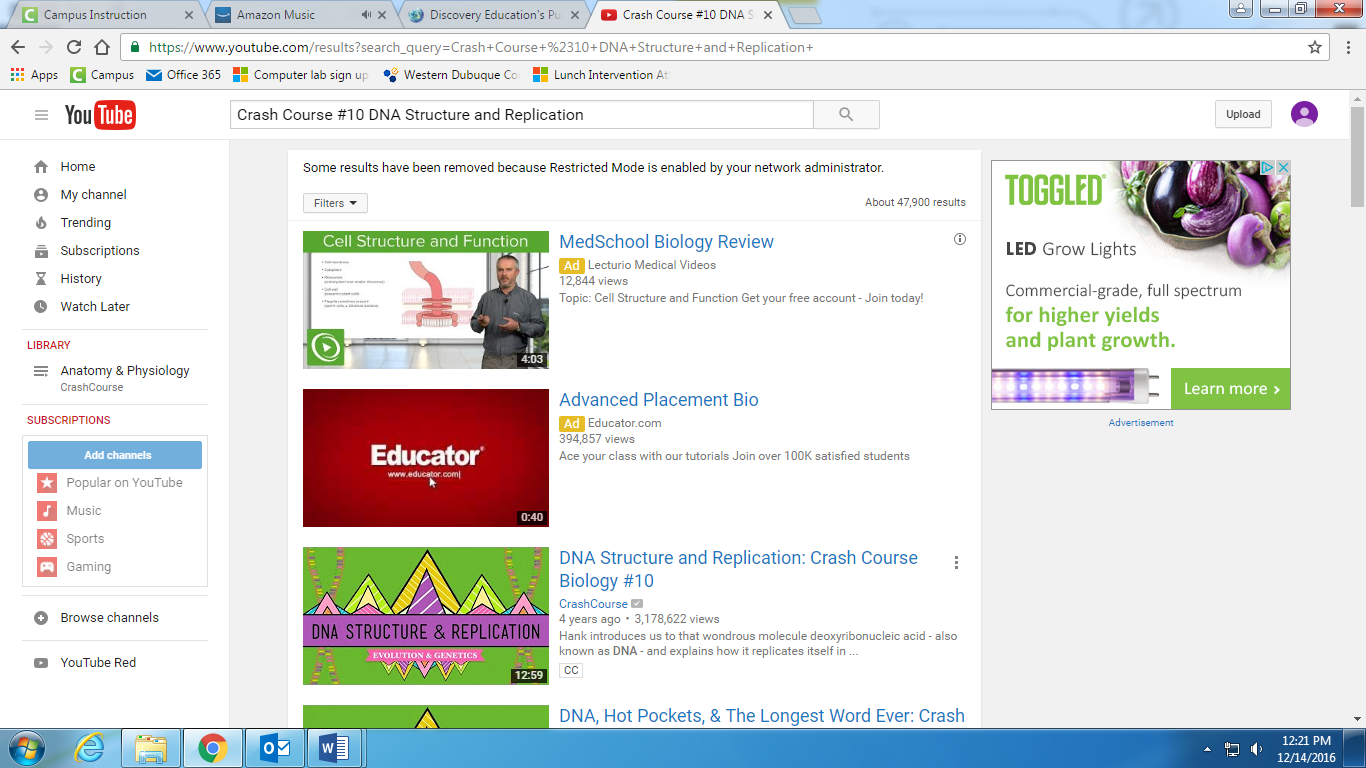 Campus Instruction
Amazon Music
Discovery Education's Pu
Crash Course #10 DNA S
https://www.youtube.com/results?search_query=Crash+Course+%2310+DNA+Structure+and+Replication+
Apps
Campus
Office 365
Computer lab sign up
Western Dubuque Co
Lunch Intervention At
YouTube
Crash Course #10 DNA Structure and Replication
Upload
Home
My channel
Trending
Subscriptions
History
Watch Later
LIBRARY
Anatomy & Physiology
CrashCourse
SUBSCRIPTIONS
Add channels
Popular on YouTube
Music
Sports
Gaming
Browse channels
YouTube Red
Some results have been removed because Restricted Mode is enabled by your network administrator.
Filters
About 47,900 results
Cell Structure and Function
4:03
MedSchool Biology Review
Ad Lecturio Medical Videos
12,844 views
Topic: Cell Structure and Function Get your free account - Join today!
Educator
www.educator.com
0:40
Advanced Placement Bio
Ad Educator.com
394,857 views
Ace your class with our tutorials Join over 100K satisfied students
DNA STRUCTURE & REPLICATION
EVOLUTION & GENETICS
12:59
DNA Structure and Replication: Crash Course
Biology #10
CrashCourse
4 years ago • 3,178,622 views
Hank introduces us to that wondrous molecule deoxyribonucleic acid - also
known as DNA - and explains how it replicates itself in ...
CC
DNA, Hot Pockets, & The Longest Word Ever: Crash
TOGGLED
LED Grow Lights
Commercial-grade, full spectrum
for higher yields
and plant growth.
Learn more
Advertisement
12:21 PM
12/14/2016